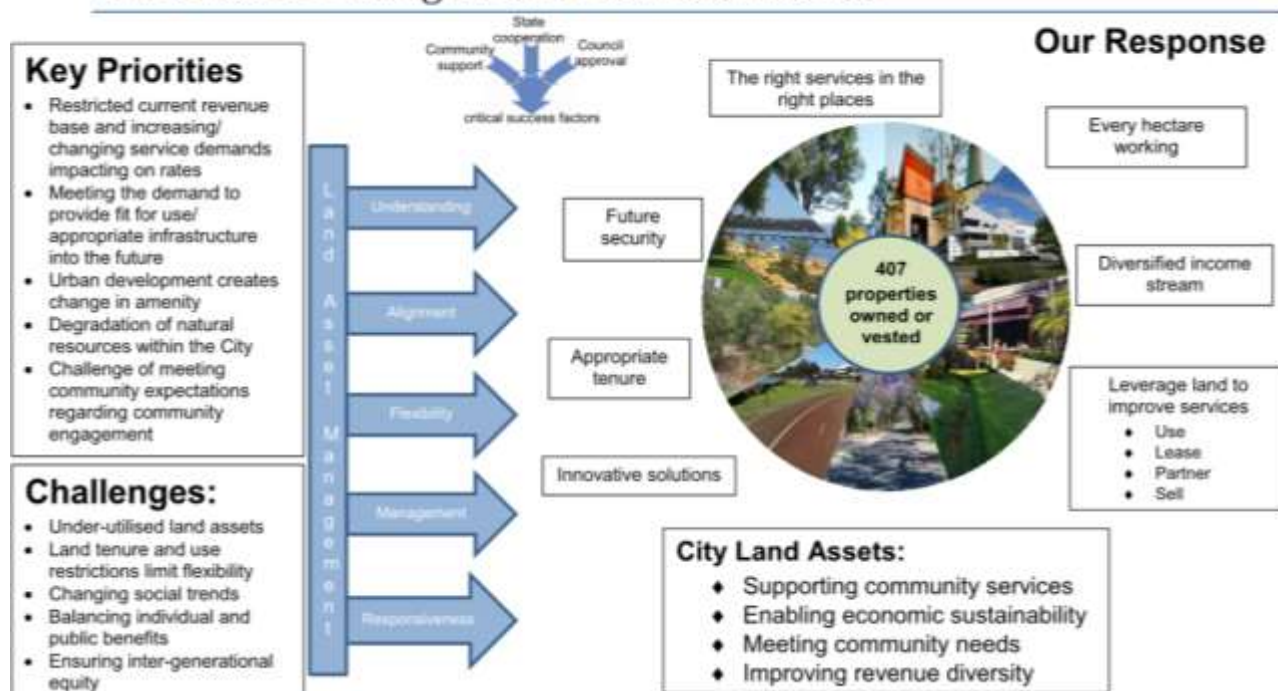 Key Priorities
• Restricted current revenue
base and increasing/
changing service demands
impacting on rates
• Meeting the demand to
provide fit for use/
appropriate infrastructure
into the future
• Urban development creates
change in amenity
• Degradation of natural
resources within the City
• Challenge of meeting
community expectations
regarding community
engagement
Challenges:
• Under-utilised land assets
• Land tenure and use
restrictions limit flexibility
• Changing social trends
• Balancing individual and
public benefits
• Ensuring inter-generational
equity
Land Asset Management
Understanding
Alignment
Flexibility
Management
Responsiveness
State
cooperation
Community
support
Council
approval
critical success factors
Our Response
The right services in the
right places
Every hectare
working
Future
security
407
properties
owned or
vested
Diversified income
stream
Appropriate
tenure
Leverage land to
improve services
♦ Use
♦ Lease
♦ Partner
♦ Sell
Innovative solutions
City Land Assets:
♦ Supporting community services
♦ Enabling economic sustainability
♦ Meeting community needs
♦ Improving revenue diversity